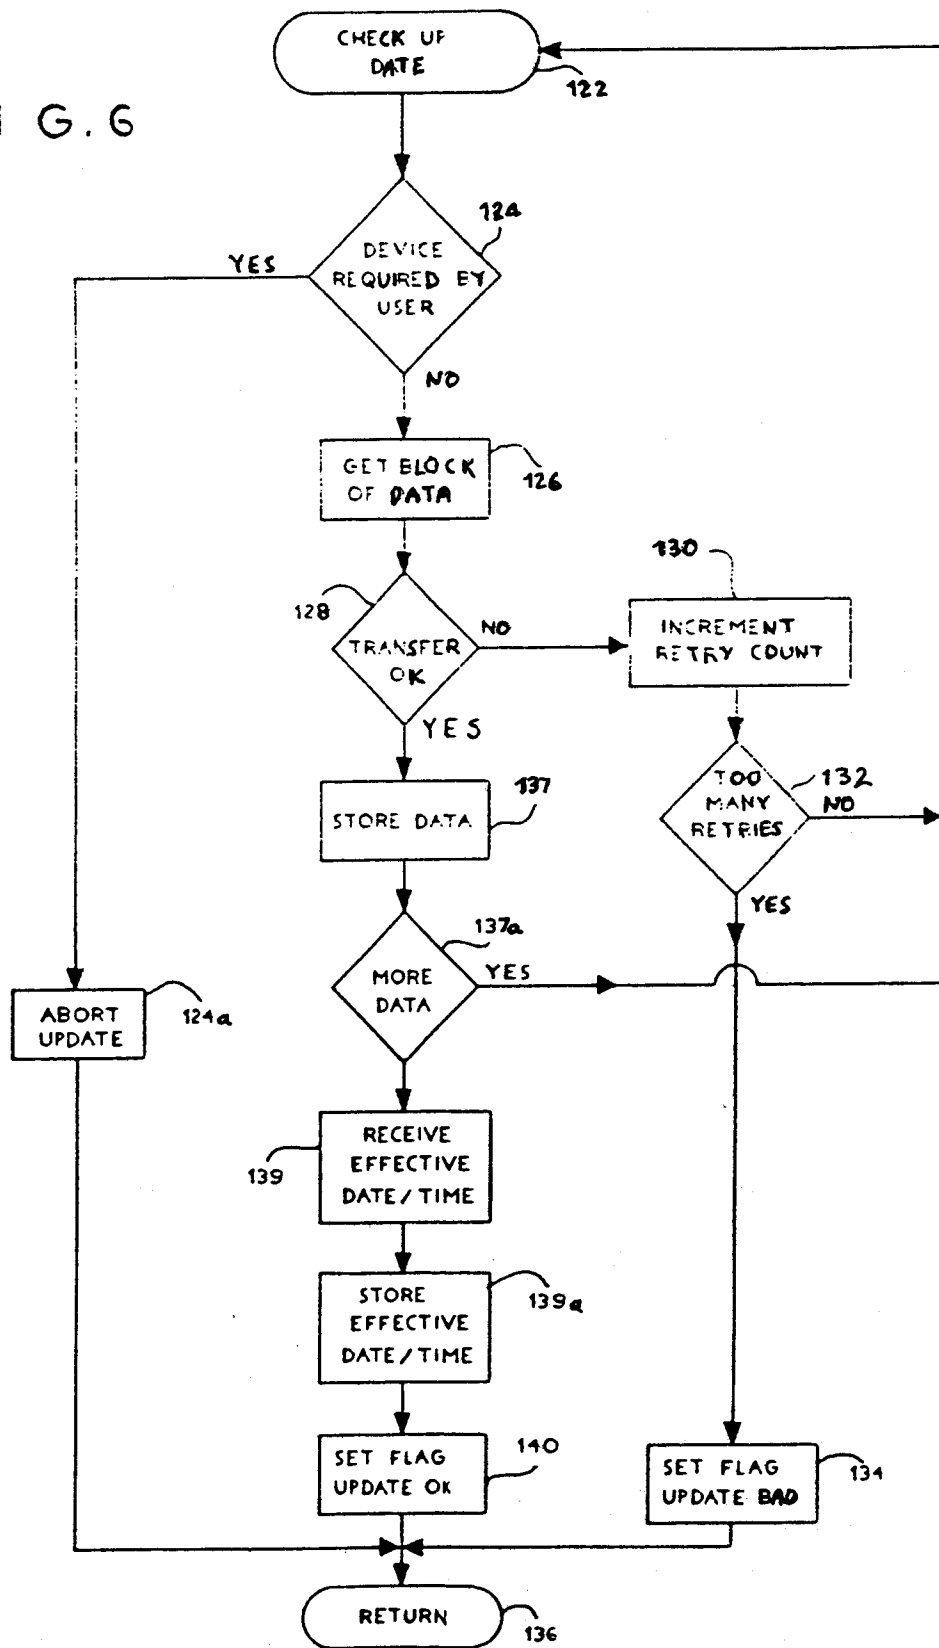 G. 6
CHECK UP
DATE
122
124
DEVICE
REQUIRED BY
USER
YES
NO
GET BLOCK
OF DATA
126
128
TRANSFER
OK
NO
YES
130
INCREMENT
RETRY COUNT
TOO
MANY
RETRIES
132
NO
YES
137
STORE DATA
137a
MORE
DATA
YES
ABORT
UPDATE
124a
RECEIVE
EFFECTIVE
DATE/TIME
139
STORE
EFFECTIVE
DATE/TIME
139a
SET FLAG
UPDATE OK
140
SET FLAG
UPDATE BAD
134
RETURN
136